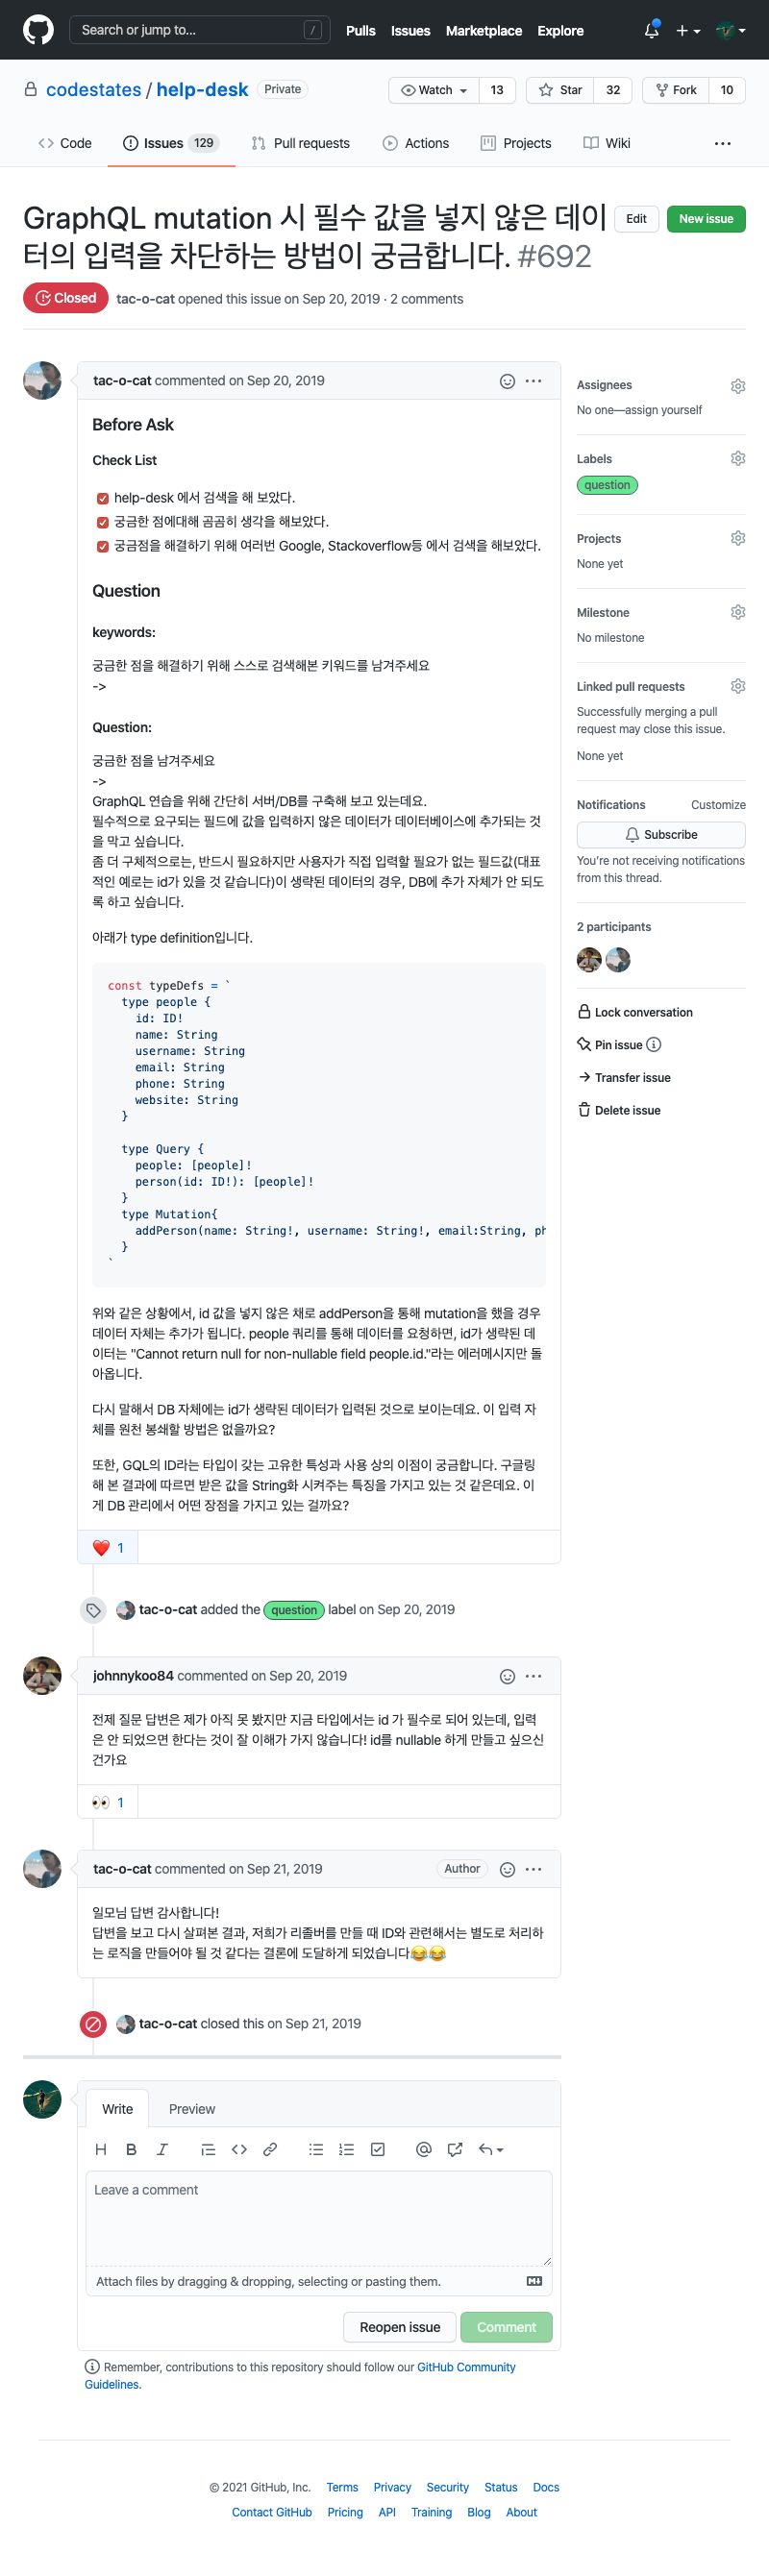 Search or jump to... /
Pulls Issues Marketplace Explore
codestates / help-desk Private
Watch 13 Star 32 Fork 10
Code Issues 129 Pull requests Actions Projects Wiki
GraphQL mutation 시 필수 값을 넣지 않은 데이
터의 입력을 차단하는 방법이 궁금합니다. #692
Edit New issue
Closed tac-o-cat opened this issue on Sep 20, 2019 · 2 comments
tac-o-cat commented on Sep 20, 2019
Before Ask
Check List
help-desk 에서 검색을 해 보았다.
궁금한 점에대해 곰곰히 생각을 해보았다.
궁금점을 해결하기 위해 여러번 Google, Stackoverflow등 에서 검색을 해보았다.
Question
keywords:
궁금한 점을 해결하기 위해 스스로 검색해본 키워드를 남겨주세요
->
Question:
궁금한 점을 남겨주세요
->
GraphQL 연습을 위해 간단히 서버/DB를 구축해 보고 있는데요.
필수적으로 요구되는 필드에 값을 입력하지 않은 데이터가 데이터베이스에 추가되는 것
을 막고 싶습니다.
좀 더 구체적으로는, 반드시 필요하지만 사용자가 직접 입력할 필요가 없는 필드값(대표
적인 예로는 id가 있을 것 같습니다)이 생략된 데이터의 경우, DB에 추가 자체가 안 되도
록 하고 싶습니다.
아래가 type definition입니다.
const typeDefs = `
type people {
id: ID!
name: String
username: String
email: String
phone: String
website: String
}
type Query {
people: [people]!
person(id: ID!): [people]!
}
type Mutation{
addPerson(name: String!, username: String!, email:String, ph
}
`
위와 같은 상황에서, id 값을 넣지 않은 채로 addPerson을 통해 mutation을 했을 경우
데이터 자체는 추가가 됩니다. people 쿼리를 통해 데이터를 요청하면, id가 생략된 데
이터는 "Cannot return null for non-nullable field people.id."라는 에러메시지만 돌
아옵니다.
다시 말해서 DB 자체에는 id가 생략된 데이터가 입력된 것으로 보이는데요. 이 입력 자
체를 원천 봉쇄할 방법은 없을까요?
또한, GQL의 ID라는 타입이 갖는 고유한 특성과 사용 상의 이점이 궁금합니다. 구글링
해 본 결과에 따르면 받은 값을 String화 시켜주는 특징을 가지고 있는 것 같은데요. 이
게 DB 관리에서 어떤 장점을 가지고 있는 걸까요?
❤️ 1
tac-o-cat added the question label on Sep 20, 2019
johnnykoo84 commented on Sep 20, 2019
전제 질문 답변은 제가 아직 못 봤지만 지금 타입에서는 id 가 필수로 되어 있는데, 입력
은 안 되었으면 한다는 것이 잘 이해가 가지 않습니다! id를 nullable 하게 만들고 싶으신
건가요
👀 1
tac-o-cat commented on Sep 21, 2019 Author
일모님 답변 감사합니다!
답변을 보고 다시 살펴본 결과, 저희가 리졸버를 만들 때 ID와 관련해서는 별도로 처리하
는 로직을 만들어야 될 것 같다는 결론에 도달하게 되었습니다😂😂
tac-o-cat closed this on Sep 21, 2019
Write Preview
Leave a comment
Attach files by dragging & dropping, selecting or pasting them.
Reopen issue Comment
Remember, contributions to this repository should follow our GitHub Community
Guidelines.
Assignees
No one—assign yourself
Labels
question
Projects
None yet
Milestone
No milestone
Linked pull requests
Successfully merging a pull
request may close this issue.
None yet
Notifications Customize
Subscribe
You're not receiving notifications
from this thread.
2 participants
Lock conversation
Pin issue
Transfer issue
Delete issue
© 2021 GitHub, Inc. Terms Privacy Security Status Docs
Contact GitHub Pricing API Training Blog About